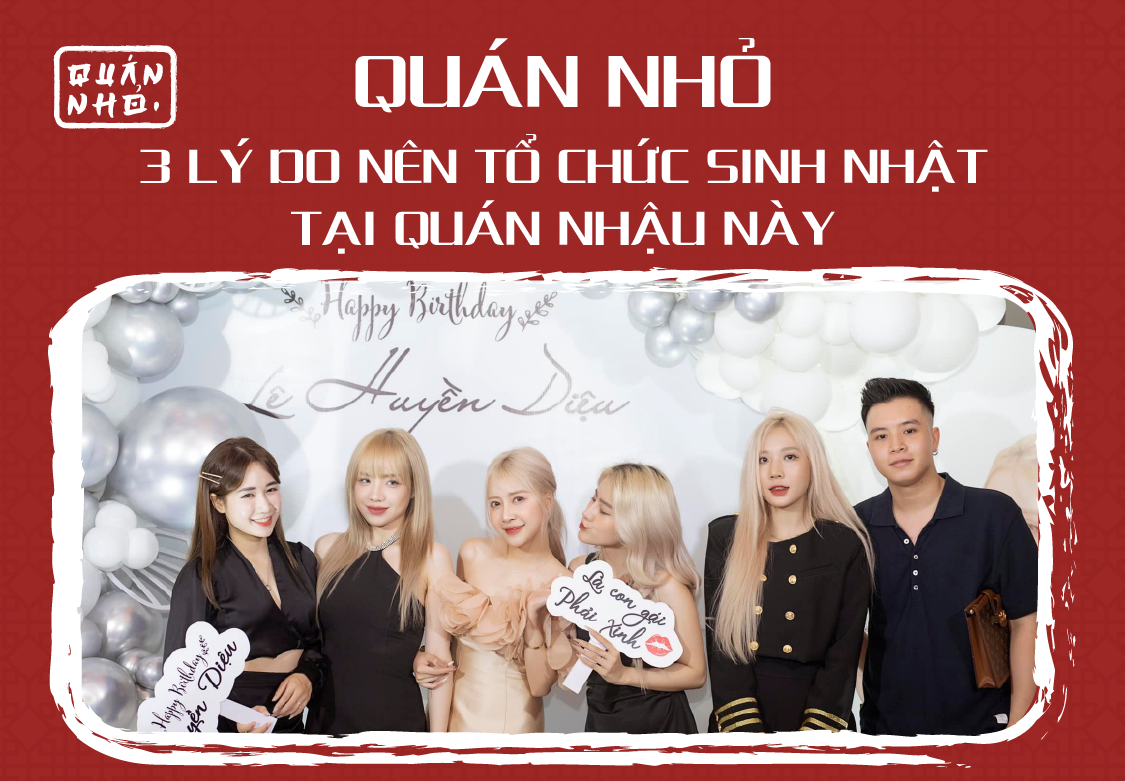 QUÁN
NHỎ.
QUÁN NHỎ
3 LÝ DO NÊN TỔ CHỨC SINH NHẬT
TẠI QUÁN NHẬU NÀY
Happy Birthday
Lê Huyền Diệu
Là con gái
Phải Xinh
Happy Birthday
Diệu